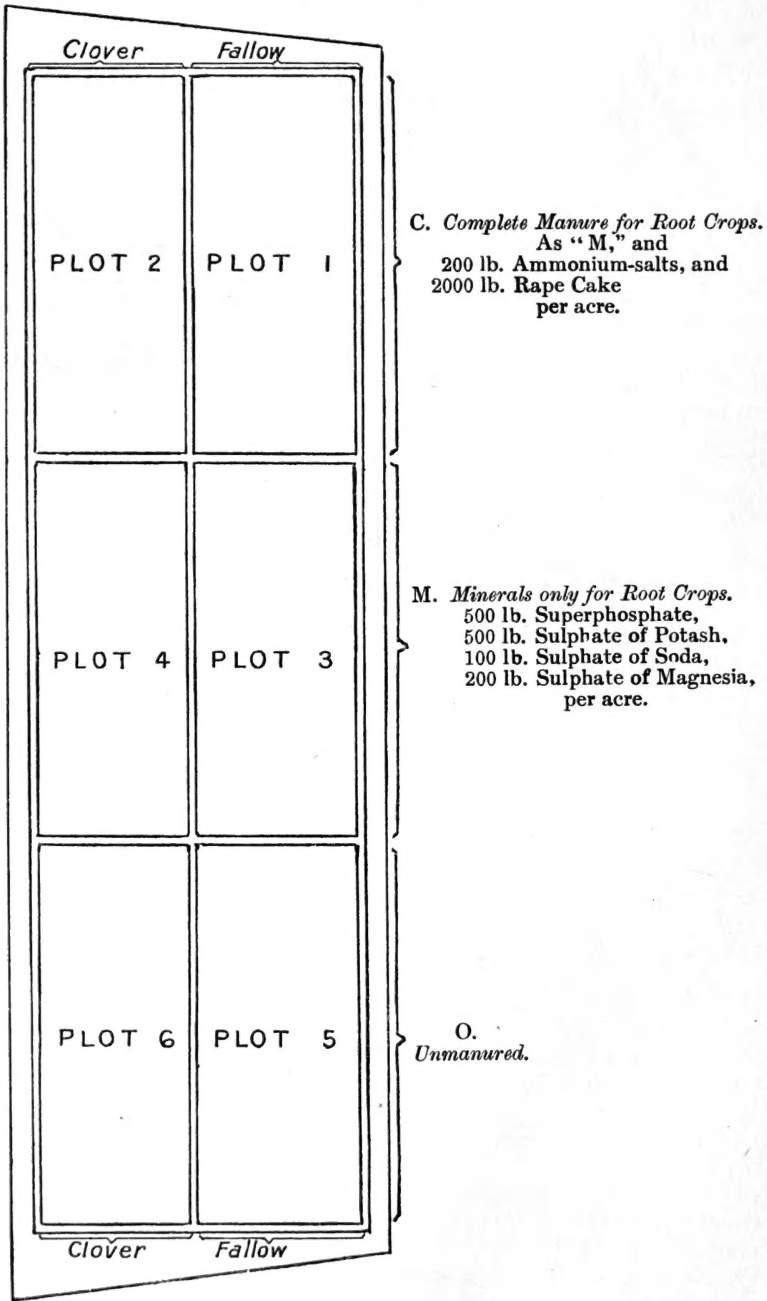 Clover Fallow
PLOT 2 PLOT 1
C. Complete Manure for Root Crops.
As "M," and
200 lb. Ammonium-salts, and
2000 lb. Rape Cake
per acre.
PLOT 4 PLOT 3
M. Minerals only for Root Crops.
500 lb. Superphosphate,
500 lb. Sulphate of Potash,
100 lb. Sulphate of Soda,
200 lb. Sulphate of Magnesia,
per acre.
PLOT 6 PLOT 5
O.
Unmanured.
Clover Fallow